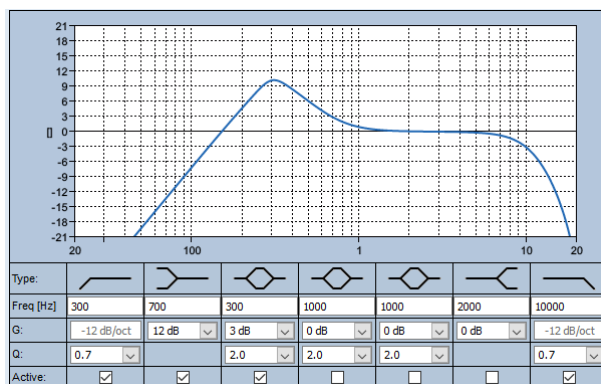 21
18
15
12
9
6
3
[] 0
-3
-6
-9
-12
-15
-18
-21
20 100 1 10 20
Type:
Freq [Hz] 300 700 300 1000 1000 2000 10000
G: -12 dB/oct 12 dB 3 dB 0 dB 0 dB 0 dB -12 dB/oct
Q: 0.7 2.0 2.0 2.0 0.7
Active: